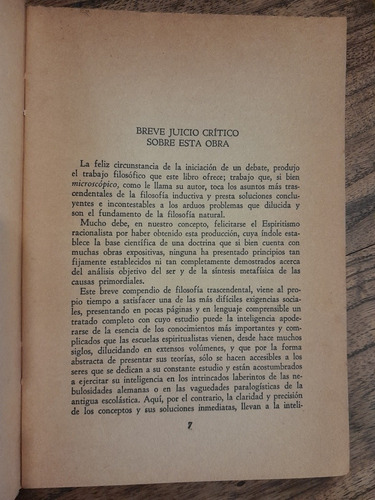 BREVE JUICIO CRÍTICO
SOBRE ESTA OBRA
La feliz circunstancia de la iniciación de un debate, produjo
el trabajo filosófico que este libro ofrece; trabajo que, si bien
microscópico, como le llama su autor, toca los asuntos más tras-
cendentales de la filosofía inductiva y presta soluciones conclu-
yentes e incontestables a los arduos problemas que dilucida y
son el fundamento de la filosofía natural.
Mucho debe, en nuestro concepto, felicitarse el Espiritismo
racionalista por haber obtenido esta producción, cuya índole esta-
blece la base científica de una doctrina que si bien cuenta con
muchas obras expositivas, ninguna ha presentado principios tan
fijamente establecidos ni tan completamente demostrados acerca
del análisis objetivo del ser y de la síntesis metafísica de las
causas primordiales.
Este breve compendio de filosofía trascendental, viene al pro-
pio tiempo a satisfacer una de las más difíciles exigencias socia-
les, presentando en pocas páginas y en lenguaje comprensible un
tratado completo con cuyo estudio puede la inteligencia apode-
rarse de la esencia de los conocimientos más importantes y com-
plicados que las escuelas espiritualistas vienen, desde hace muchos
siglos, dilucidando en extensos volúmenes, y que por la forma
abstracta de presentar sus teorías, sólo se hacen accesibles a los
seres que se dedican a su constante estudio y están acostumbrados
a ejercitar su inteligencia en los intrincados laberintos de las ne-
bulosidades alemanas o en las vaguedades paralogísticas de la
antigua escolástica. Aquí, por el contrario, la claridad y precisión
de los conceptos y sus soluciones inmediatas, llevan a la inteli-
7